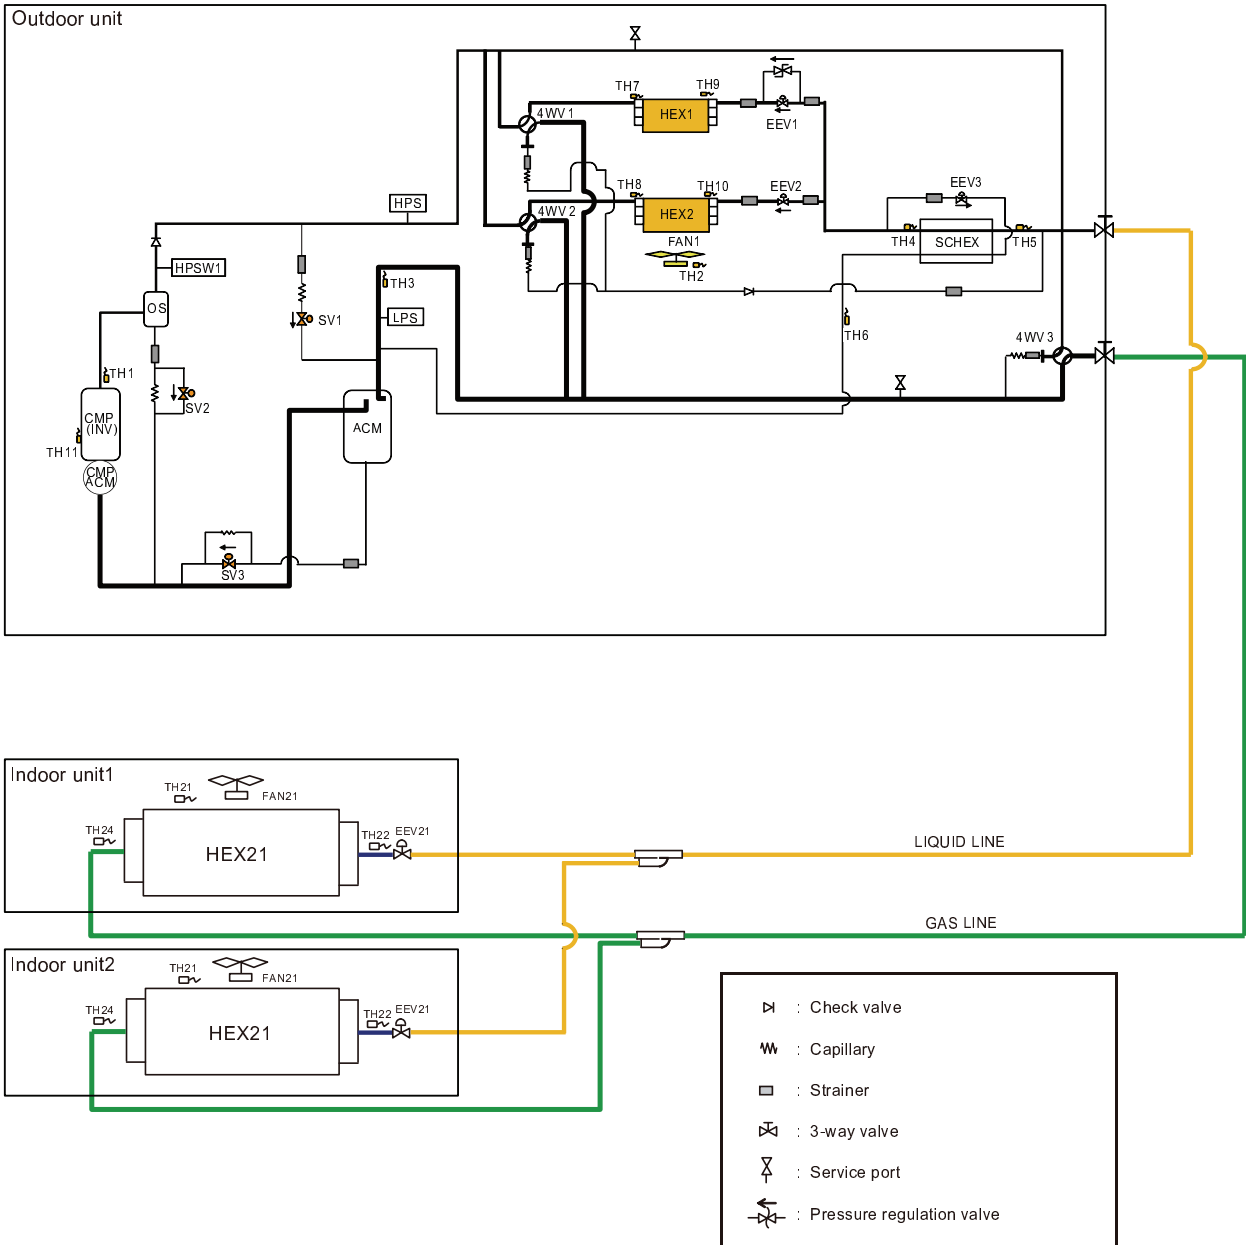 Outdoor unit
TH7
TH9
4WV 1
HEX1
EEV1
TH8
TH10
EEV2
EEV3
HPS
4WV 2
HEX2
FAN1
TH4
SCHEX
TH5
HPSW1
TH2
TH3
OS
SV1
LPS
TH6
4WV 3
TH1
SV2
CMP
(INV)
ACM
TH11
CMP
ACM
SV3
Indoor unit1
TH21
FAN21
TH24
HEX21
TH22
EEV21
LIQUID LINE
GAS LINE
Indoor unit2
TH21
FAN21
TH24
HEX21
TH22
EEV21
: Check valve
: Capillary
: Strainer
: 3-way valve
: Service port
: Pressure regulation valve